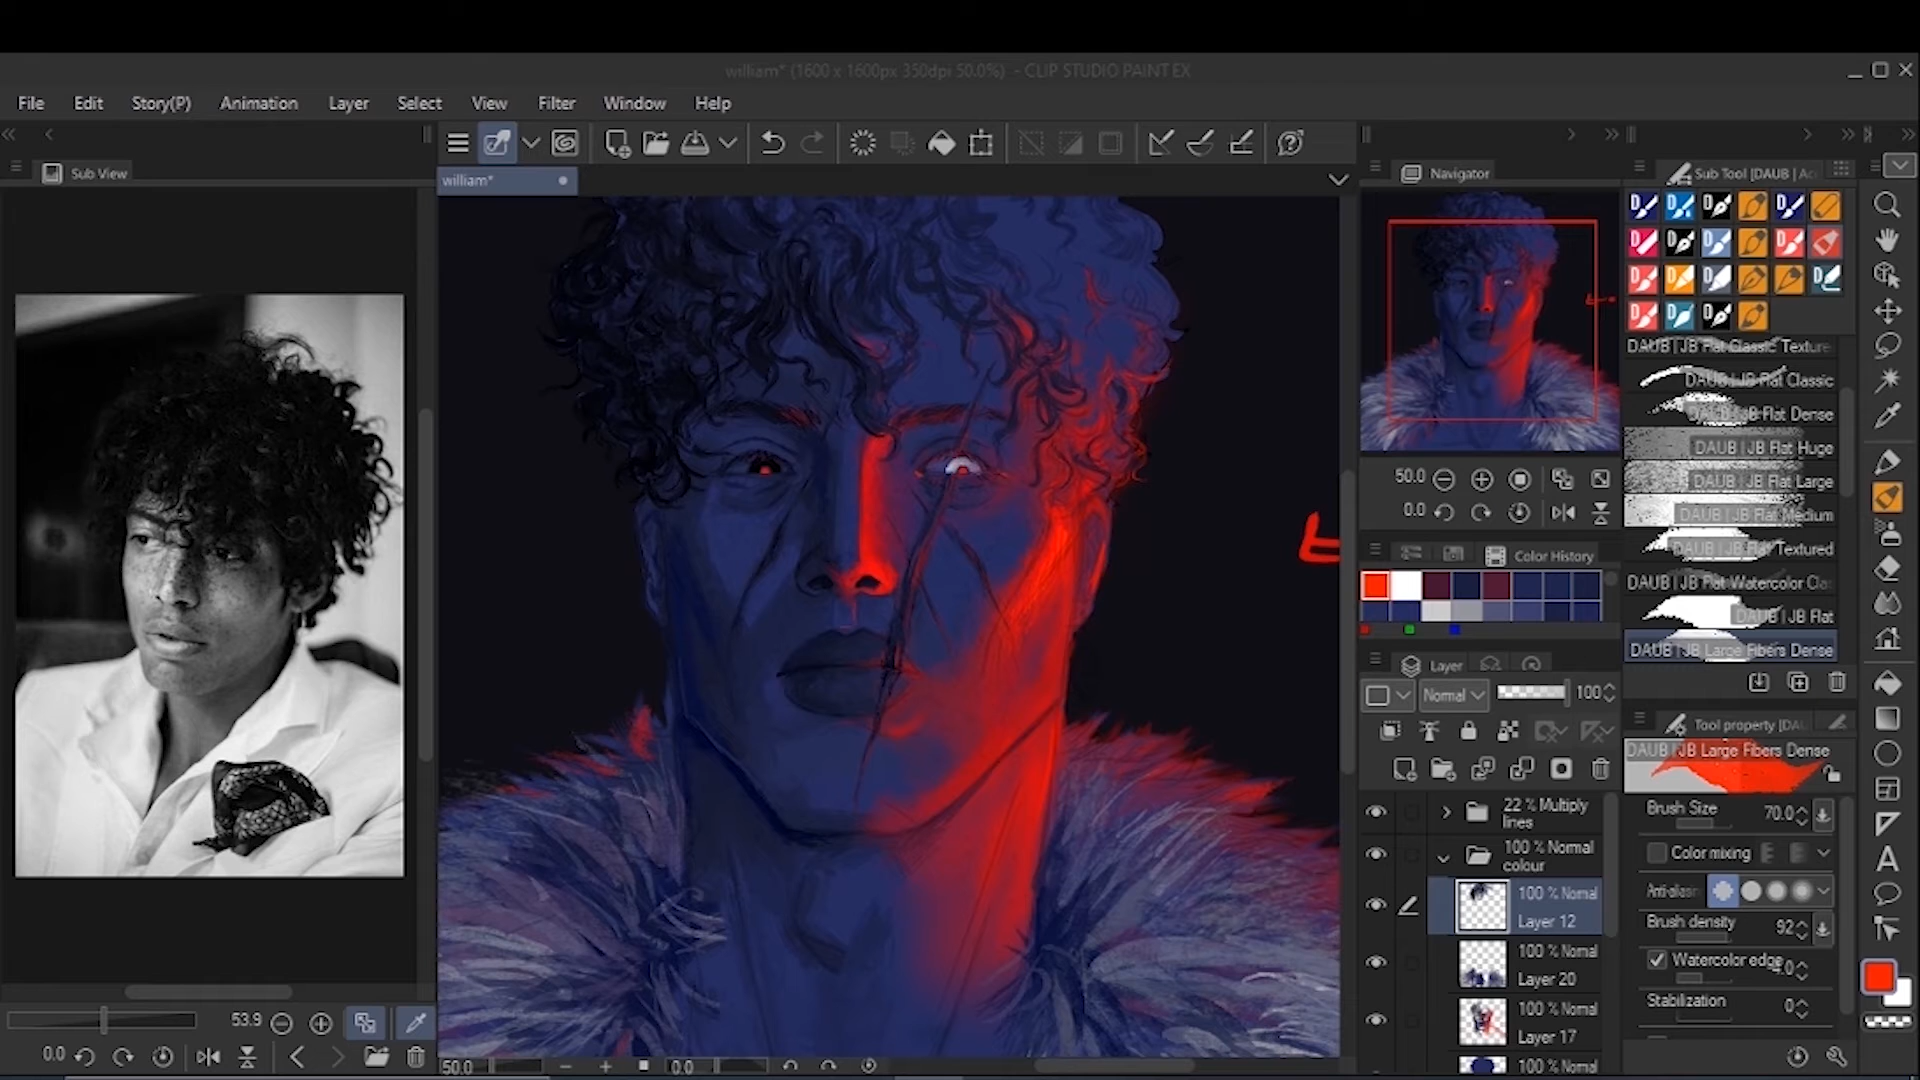 william* (1600 x 1600px 350dpi 50.0%) - CLIP STUDIO PAINT EX
File Edit Story(P) Animation Layer Select View Filter Window Help
Sub View
william*
Navigator
Sub Tool [DAUB |
DAUB | JB Flat Classic Texture
DAUB | JB Flat Classic
DAUB | JB Flat Dense
DAUB | JB Flat Huge
DAUB | JB Flat Large
DAUB | JB Flat Medium
DAUB | JB Flat Textured
DAUB | JB Flat Watercolor Cla
DAUB | JB Flat
DAUB | JB Large Fibers Dense
50.0
0.0
Color History
Layer
Normal 100
22 % Multiply
lines
100 % Normal
colour
100 % Normal
Layer 12
100 % Normal
Layer 20
100 % Normal
Layer 17
100 % Normal
Tool property [DAU
DAUB | JB Large Fibers Dense
Brush Size 70.0
Color mixing
Brush density 92
Watercolor edge 4.0
Stabilization 0
53.9
0.0
50.0 0.0